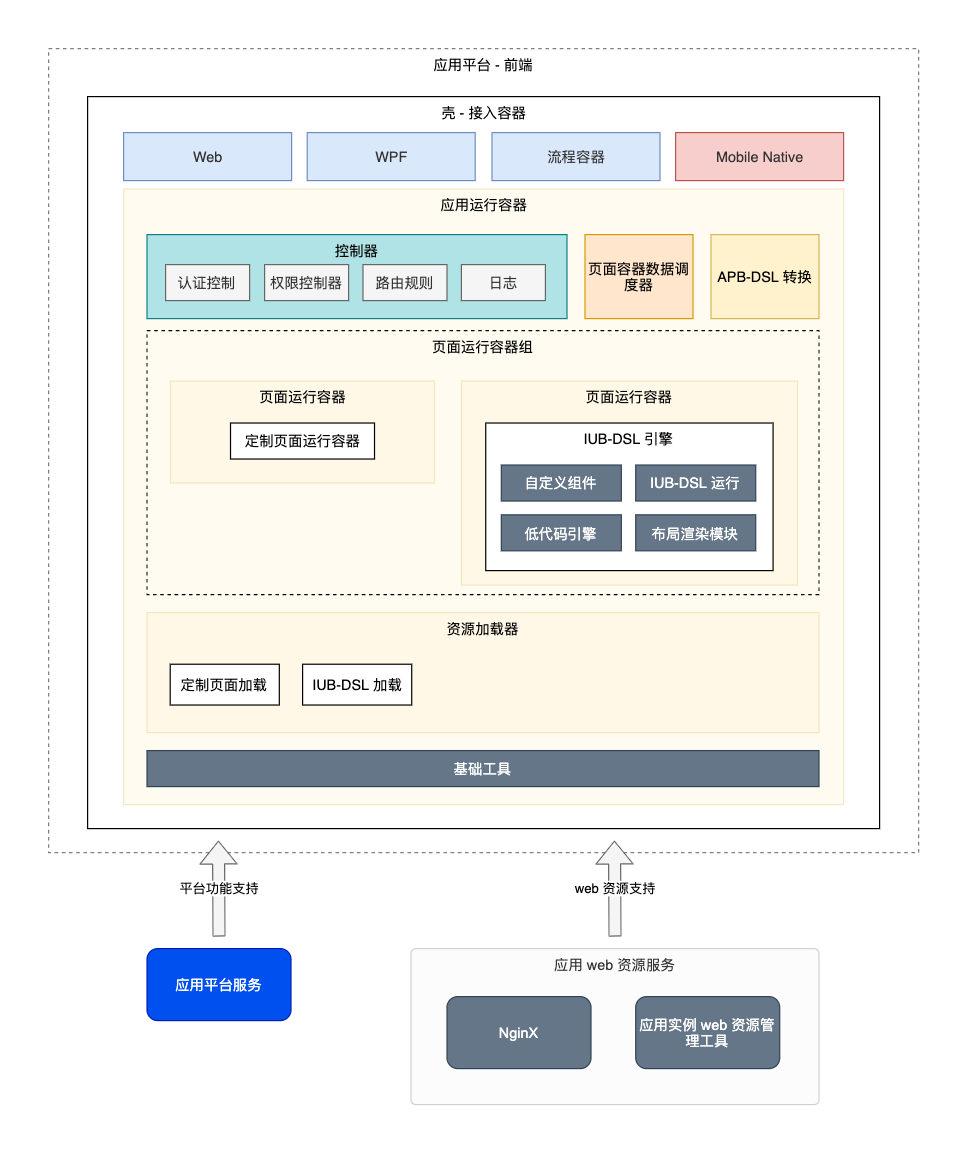 应用平台 - 前端
壳 - 接入容器
Web
WPF
流程容器
Mobile Native
应用运行容器
控制器
认证控制
权限控制器
路由规则
日志
页面容器数据调
度器
APB-DSL 转换
页面运行容器组
页面运行容器
定制页面运行容器
页面运行容器
IUB-DSL 引擎
自定义组件
IUB-DSL 运行
低代码引擎
布局渲染模块
资源加载器
定制页面加载
IUB-DSL 加载
基础工具
平台功能支持
web 资源支持
应用平台服务
应用 web 资源服务
NginX
应用实例 web 资源管
理工具